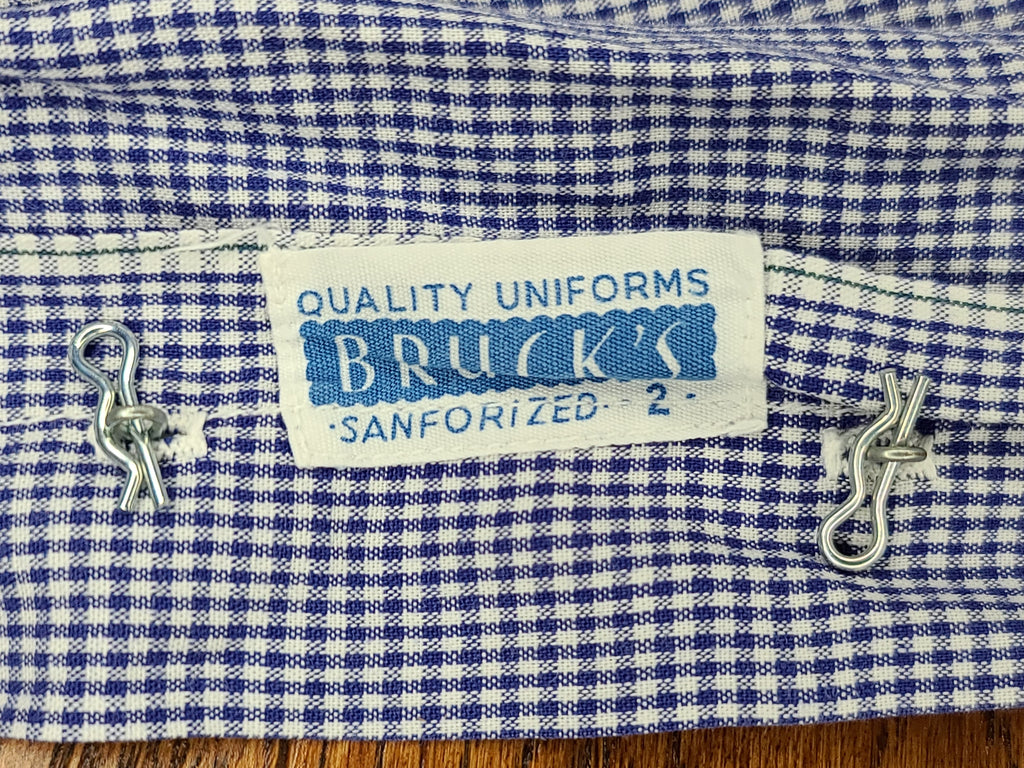 QUALITY UNIFORMS
BRUCK'S
·SANFORIZED· · 2 ·